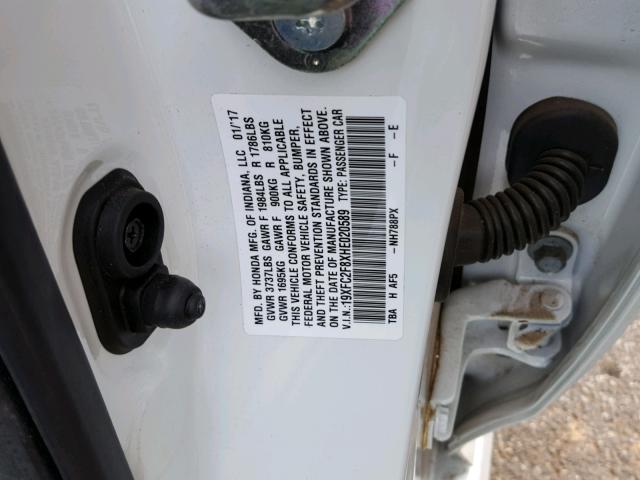 MFD. BY HONDA MFG. OF INDIANA, LLC 01/'17
GVWR 3737LBS GAWR F 1984LBS R 1786LBS
GVWR 1695KG GAWR F 900KG R 810KG
THIS VEHICLE CONFORMS TO ALL APPLICABLE
FEDERAL MOTOR VEHICLE SAFETY, BUMPER,
AND THEFT PREVENTION STANDARDS IN EFFECT
ON THE DATE OF MANUFACTURE SHOWN ABOVE.
V.I.N.:19XFC2F8XHE020589 TYPE: PASSENGER CAR
TBA H AF5 - NH788PX - F - E